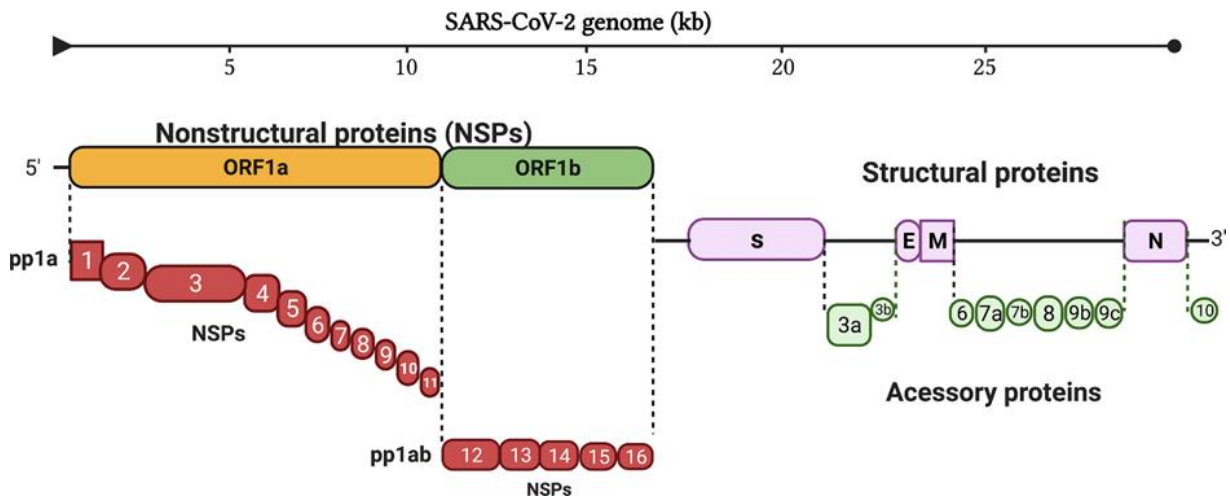 SARS-CoV-2 genome (kb)
5 10 15 20 25
Nonstructural proteins (NSPs)
5' ORF1a ORF1b
Structural proteins
S E M N 3'
pp1a 1 2 3 4 5 6 7 8 9 10 11
NSPs
3a 3b 6 7a 7b 8 9b 9c 10
Acessory proteins
pp1ab 12 13 14 15 16
NSPs